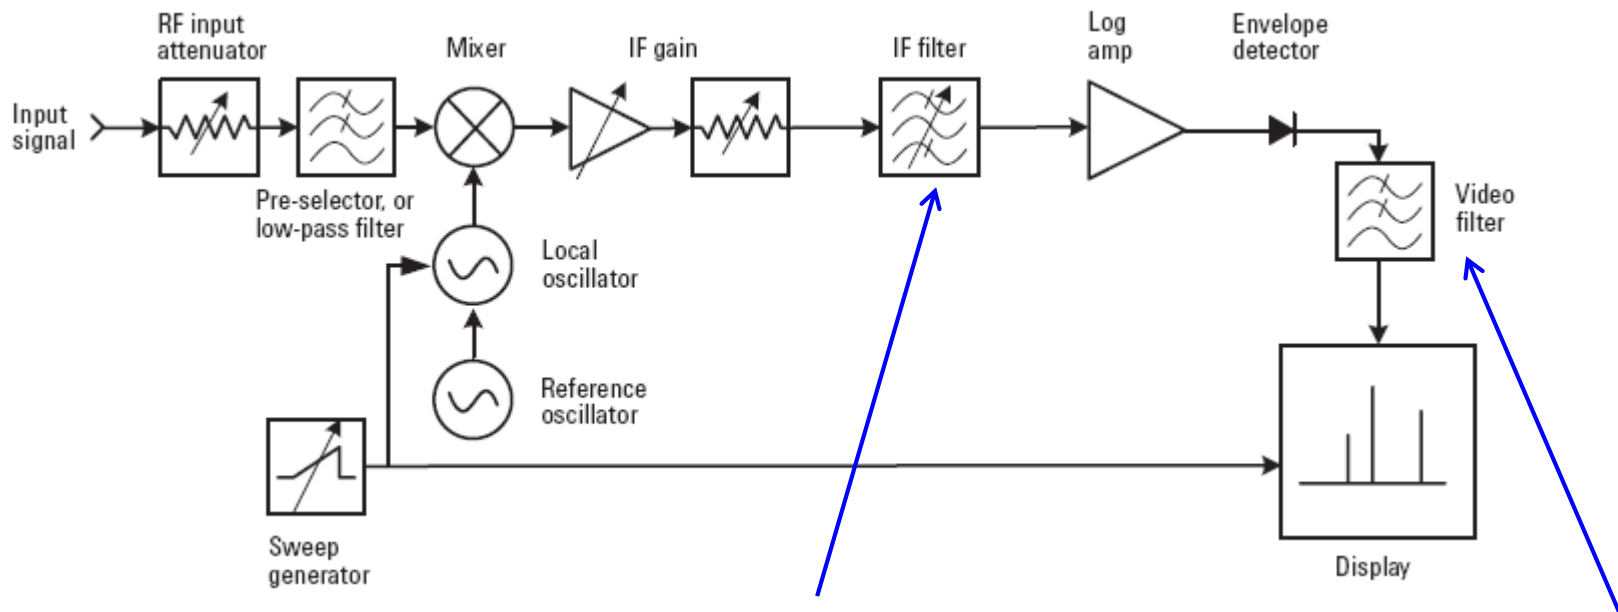 RF input
attenuator
Mixer
IF gain
IF filter
Log
amp
Envelope
detector
Input
signal
Pre-selector, or
low-pass filter
Video
filter
Local
oscillator
Reference
oscillator
Sweep
generator
Display